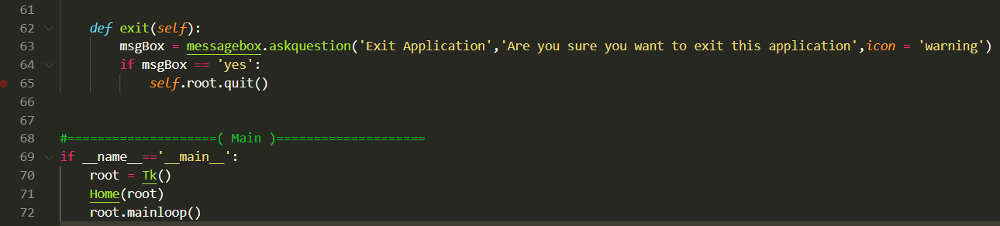 61
62 def exit(self):
63 msgBox = messagebox.askquestion('Exit Application','Are you sure you want to exit this application',icon = 'warning')
64 if msgBox == 'yes':
65 self.root.quit()
66
67
68 #====================( Main )====================
69 if __name__=='__main__':
70 root = Tk()
71 Home(root)
72 root.mainloop()